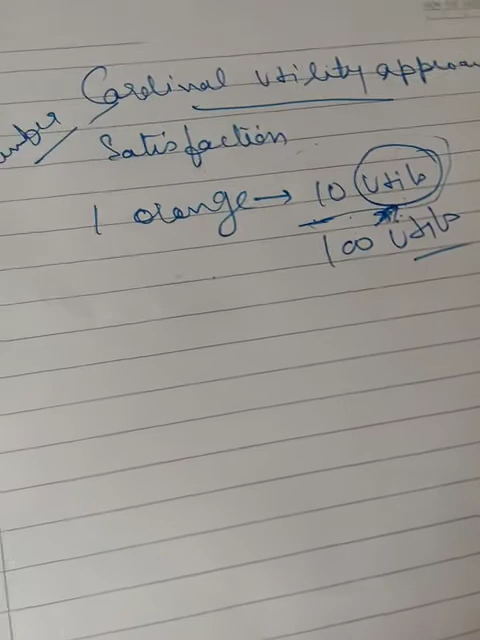 Cardinal utility approa
Satisfaction
1 orange → 10 utils
100 utils